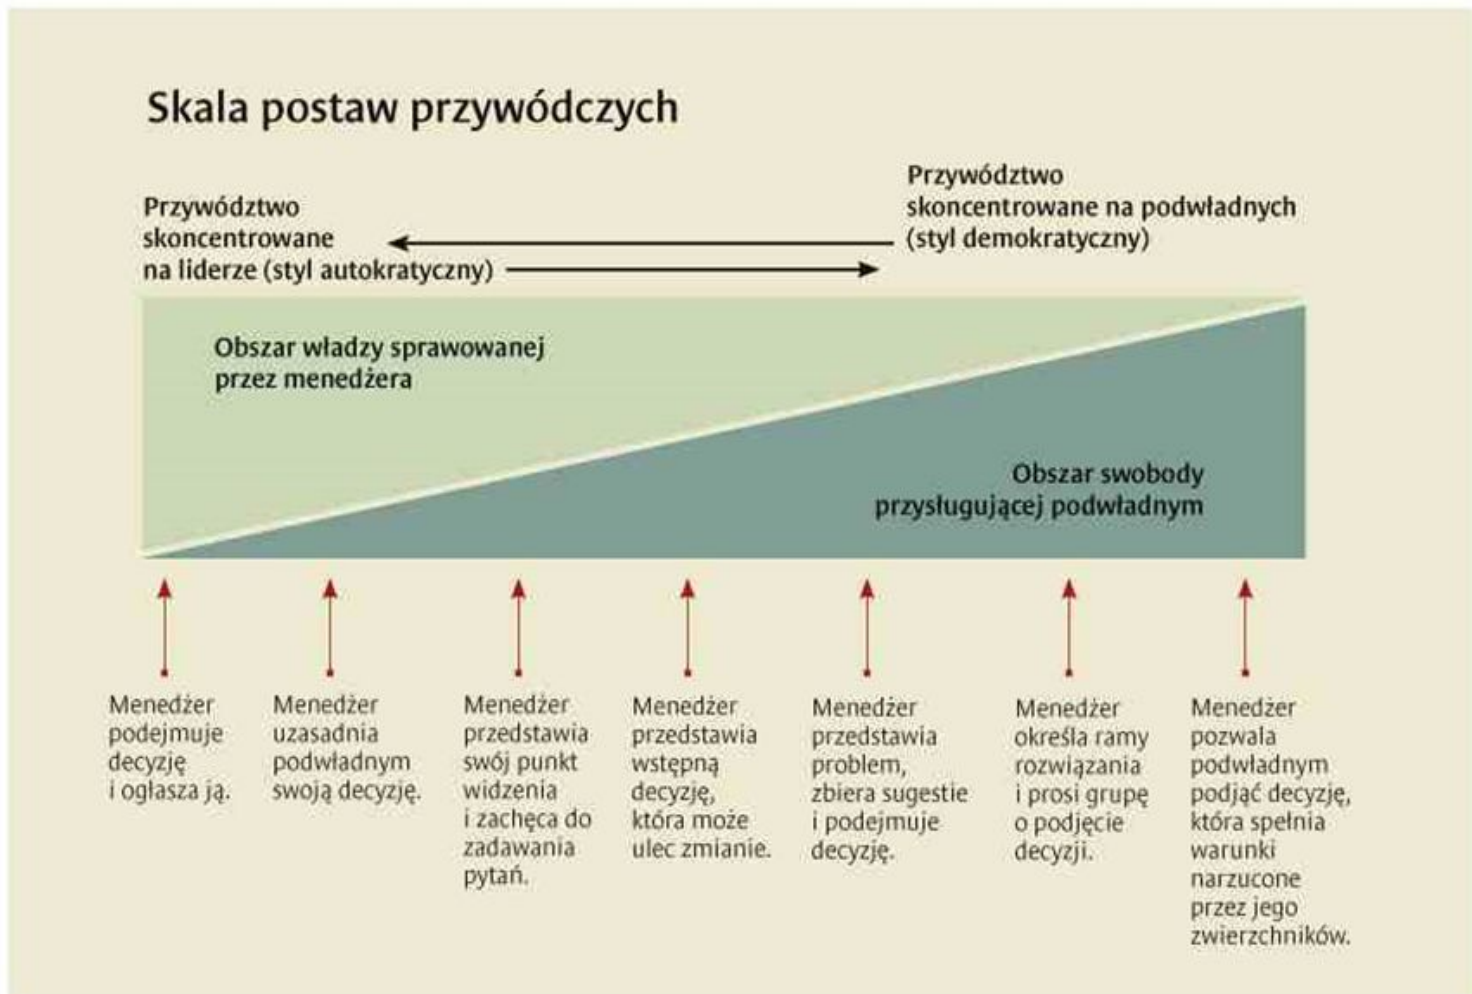 Skala postaw przywódczych
Przywództwo
skoncentrowane
na liderze (styl autokratyczny)
Przywództwo
skoncentrowane na podwładnych
(styl demokratyczny)
Obszar władzy sprawowanej
przez menedżera
Obszar swobody
przysługującej podwładnym
Menedżer
podejmuje
decyzję
i ogłasza ją.
Menedżer
uzasadnia
podwładnym
swoją decyzję.
Menedżer
przedstawia
swój punkt
widzenia
i zachęca do
zadawania
pytań.
Menedżer
przedstawia
wstępną
decyzję,
która może
ulec zmianie.
Menedżer
przedstawia
problem,
zbiera sugestie
i podejmuje
decyzję.
Menedżer
określa ramy
rozwiązania
i prosi grupę
o podjęcie
decyzji.
Menedżer
pozwala
podwładnym
podjąć decyzję,
która spełnia
warunki
narzucone
przez jego
zwierzchników.